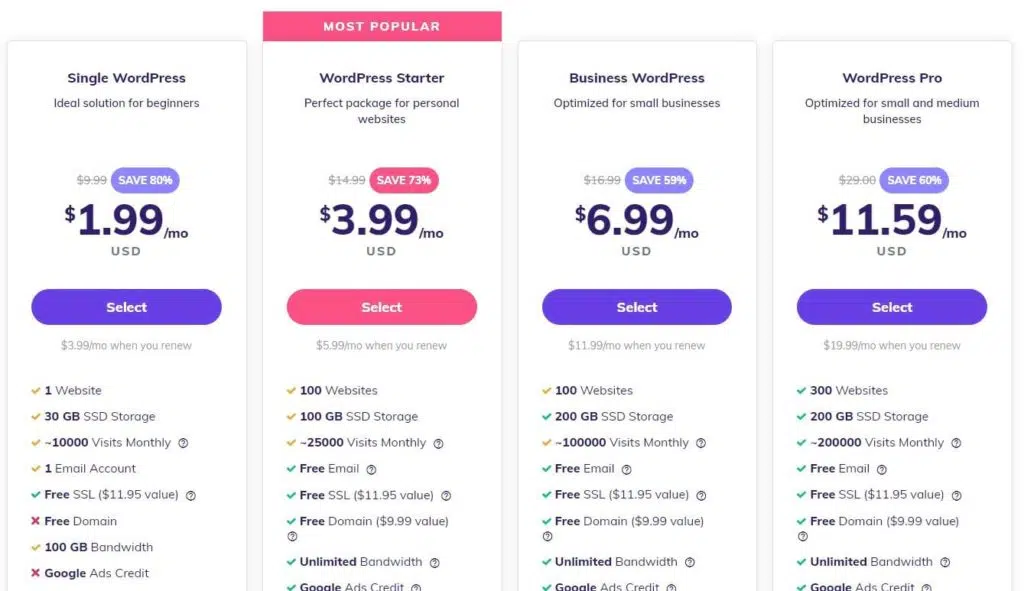 MOST POPULAR
Single WordPress
Ideal solution for beginners
$9.99 SAVE 80%
$1.99/mo
USD
Select
$3.99/mo when you renew
1 Website
30 GB SSD Storage
~10000 Visits Monthly
1 Email Account
Free SSL ($11.95 value)
Free Domain
100 GB Bandwidth
Google Ads Credit
WordPress Starter
Perfect package for personal
websites
$14.99 SAVE 73%
$3.99/mo
USD
Select
$5.99/mo when you renew
100 Websites
100 GB SSD Storage
~25000 Visits Monthly
Free Email
Free SSL ($11.95 value)
Free Domain ($9.99 value)
Unlimited Bandwidth
Google Ads Credit
Business WordPress
Optimized for small businesses
$16.99 SAVE 59%
$6.99/mo
USD
Select
$11.99/mo when you renew
100 Websites
200 GB SSD Storage
~100000 Visits Monthly
Free Email
Free SSL ($11.95 value)
Free Domain ($9.99 value)
Unlimited Bandwidth
Google Ads Credit
WordPress Pro
Optimized for small and medium
businesses
$29.00 SAVE 60%
$11.59/mo
USD
Select
$19.99/mo when you renew
300 Websites
200 GB SSD Storage
~200000 Visits Monthly
Free Email
Free SSL ($11.95 value)
Free Domain ($9.99 value)
Unlimited Bandwidth
Google Ads Credit